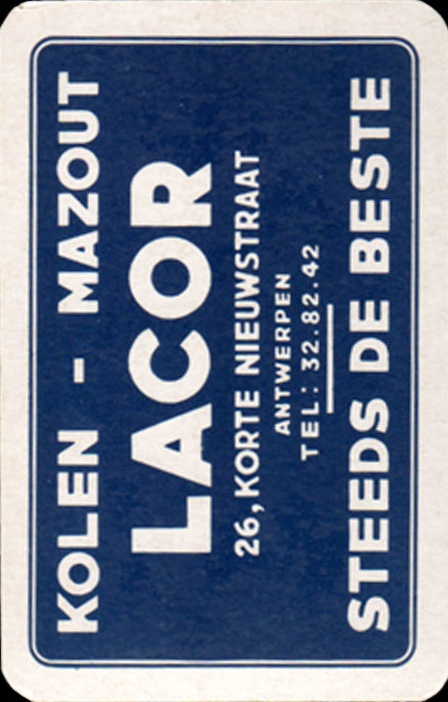 KOLEN - MAZOUT
LACOR
26, KORTE NIEUWSTRAAT
ANTWERPEN
TEL: 32.82.42
STEEDS DE BESTE